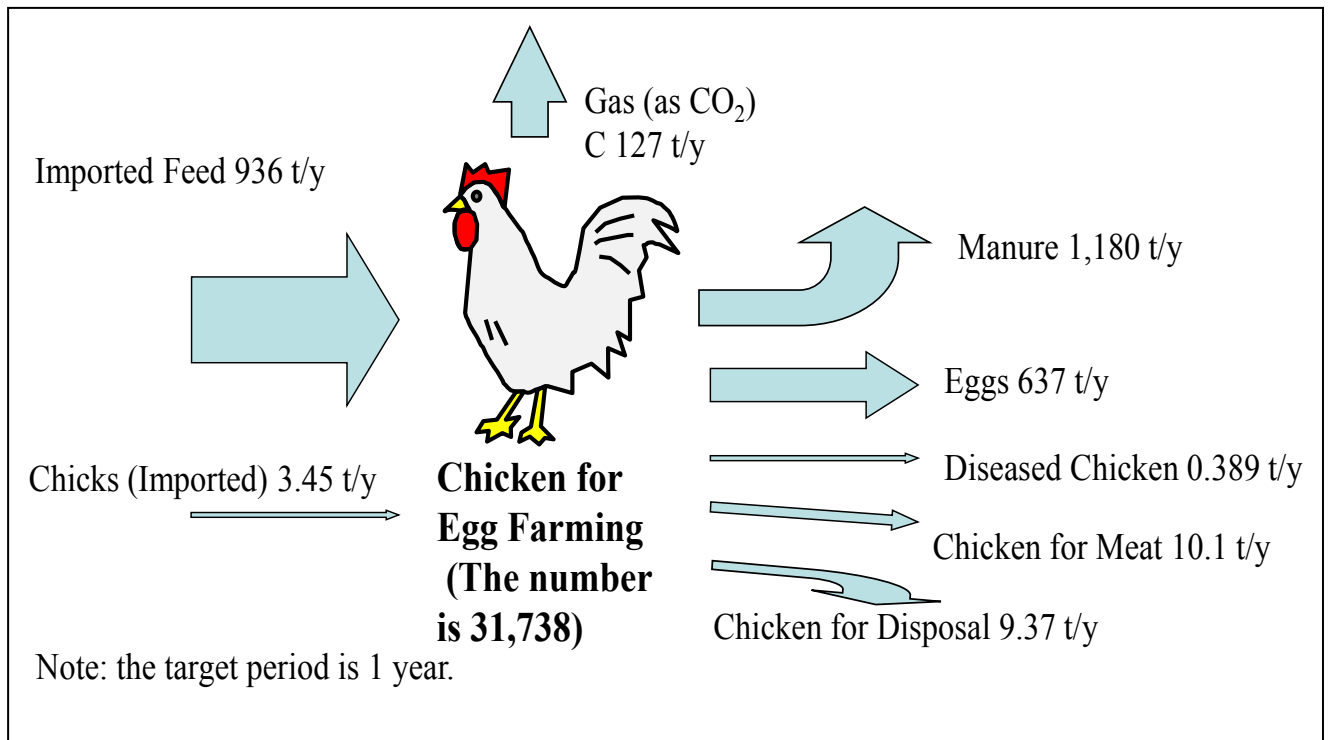 Gas (as CO₂)
C 127 t/y
Imported Feed 936 t/y
Manure 1,180 t/y
Eggs 637 t/y
Diseased Chicken 0.389 t/y
Chicken for Meat 10.1 t/y
Chicken for Disposal 9.37 t/y
Chicks (Imported) 3.45 t/y
Chicken for
Egg Farming
(The number
is 31,738)
Note: the target period is 1 year.